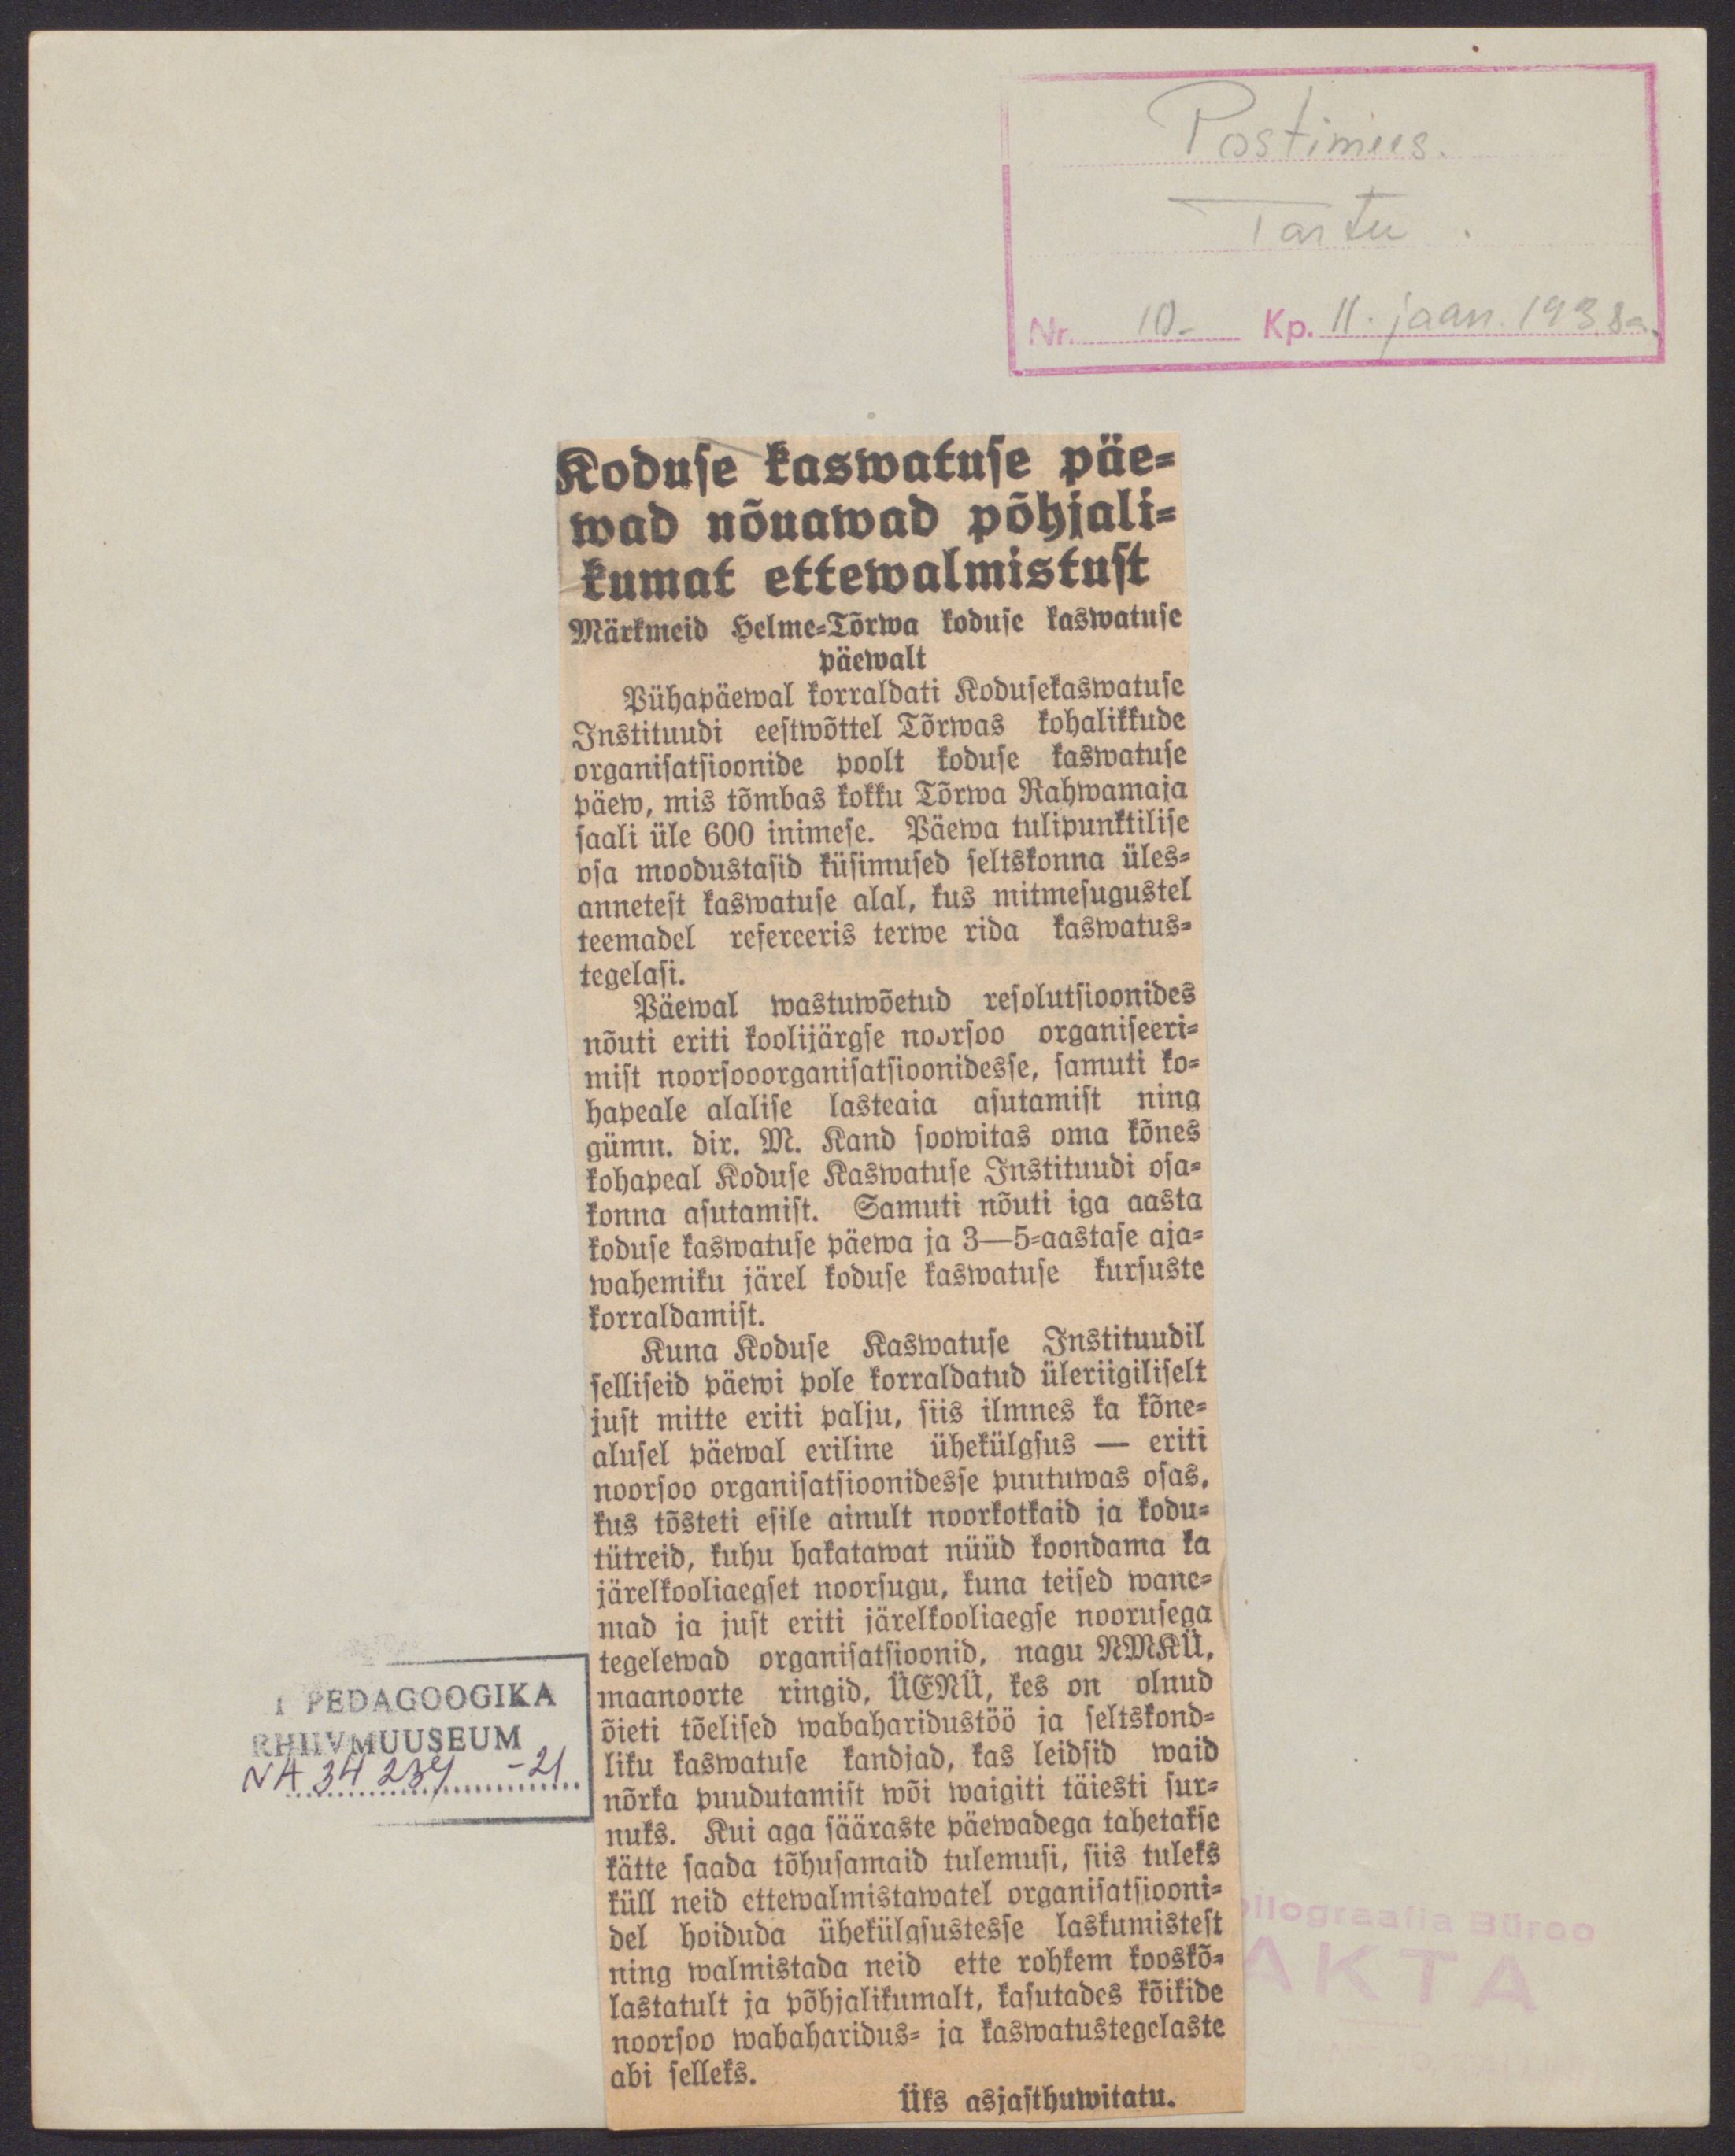 Postimees.
Tartu.
Nr. 10. Kp. 11. jaan. 1938a.
Koduse kaswatuse päe-
wad nõuawad põhjali-
kumat ettewalmistust
Märkmeid Helme-Tõrwa koduse kaswatuse
päewalt
Pühapäewal korraldati Kodusekaswatuse
Instituudi eestwõttel Tõrwas kohalikkude
organisatsioonide poolt koduse kaswatuse
päew, mis tõmbas kokku Tõrwa Rahwamaja
saali üle 600 inimese. Päewa tulipunktilise
osa moodustasid küsimused seltskonna üles-
annetest kaswatuse alal, kus mitmesugustel
teemadel refereeris terwe rida kaswatus-
tegelasi.
Päewal wastuwõetud resolutsioonides
nõuti eriti koolijärgse noorsoo organiseeri-
mist noorsooorganisatsioonidesse, samuti ko-
hapeale alalise lasteaia asutamist ning
gümn. dir. M. Kand soowitas oma kõnes
kohapeal Koduse Kaswatuse Instituudi osa-
konna asutamist. Samuti nõuti iga aasta
koduse kaswatuse päewa ja 3—5-aastase aja-
wahemiku järel koduse kaswatuse kursuste
korraldamist.
Kuna Koduse Kaswatuse Instituudil
selliseid päewi pole korraldatud üleriigiliselt
just mitte eriti palju, siis ilmnes ka kõne-
alusel päewal eriline ühekülgsus — eriti
noorsoo organisatsioonidesse puutuwas osas,
kus tõsteti esile ainult noorkotkaid ja kodu-
tütreid, kuhu hakatawat nüüd koondama ka
järelkooliaegset noorsugu, kuna teised wane-
mad ja just eriti järelkooliaegse noorusega
tegelewad organisatsioonid, nagu NMKÜ,
maanoorte ringid, ÜENÜ, kes on olnud
õieti tõelised wabaharidustöö ja seltskond-
liku kaswatuse kandjad, kas leidsid waid
nõrka puudutamist wõi waigiti täiesti sur-
nuks. Kui aga sääraste päewadega tahetakse
kätte saada tõhusamaid tulemusi, siis tuleks
küll neid ettewalmistawatel organisatsiooni-
del hoiduda ühekülgsustesse laskumistest
ning walmistada neid ette rohkem kooskõ-
lastatult ja põhjalikumalt, kasutades kõikide
noorsoo wabaharidus- ja kaswatustegelaste
abi selleks.
Üks asjasthuwitatu.
PEDAGOOGIKA
RHIIVMUUSEUM
NA 34 234 -21
bliograafia Büroo
AKTA